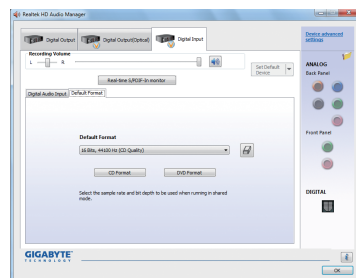 Realtek HD Audio Manager
Digital Output
Digital Output(Optical)
Digital Input
Device advanced
settings
Recording Volume
L
R
Set Default
Device
ANALOG
Back Panel
Real-time S/PDIF-In monitor
Digital Audio Input
Default Format
Default Format
16 Bits, 44100 Hz (CD Quality)
CD Format
DVD Format
Select the sample rate and bit depth to be used when running in shared
mode.
Front Panel
DIGITAL
GIGABYTE
TECHNOLOGY
i
OK